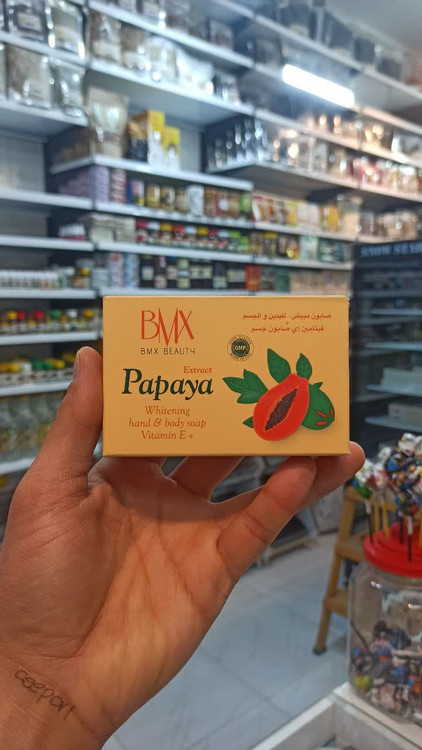 BMX
BMX BEAUTY
صابون مبيض - لليدين و الجسم
+
فيتامين إي صابون جسم
GMP
Extract
Papaya
Whitening
hand & body soap
Vitamin E +